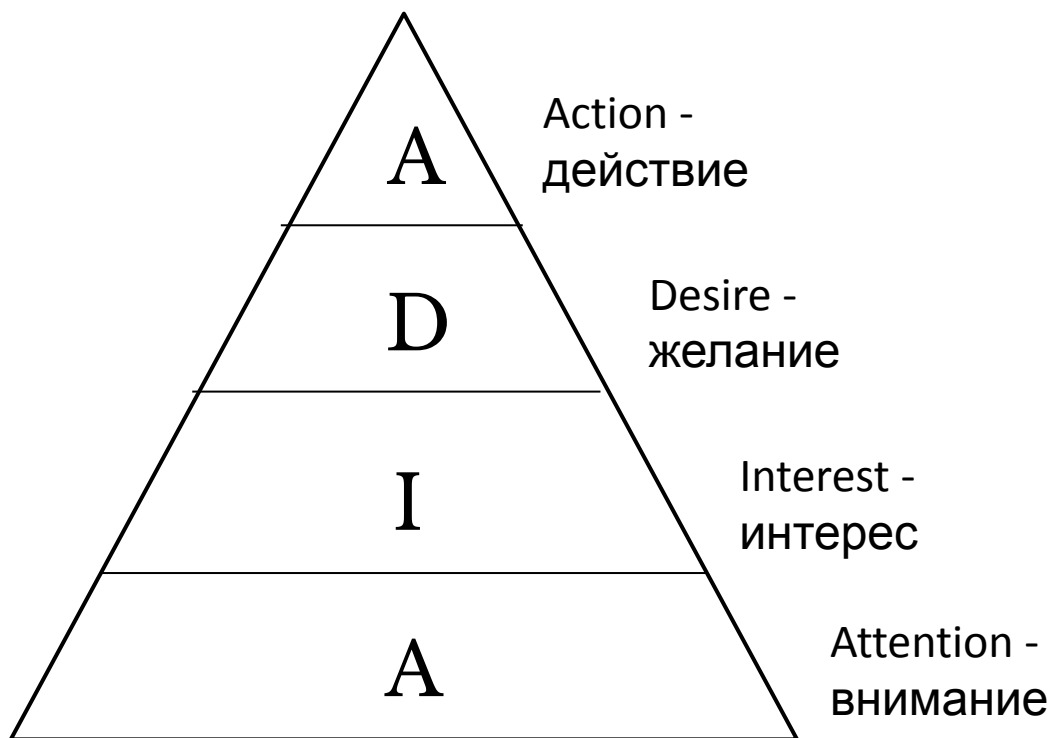 A
Action -
действие
D
Desire -
желание
I
Interest -
интерес
A
Attention -
внимание